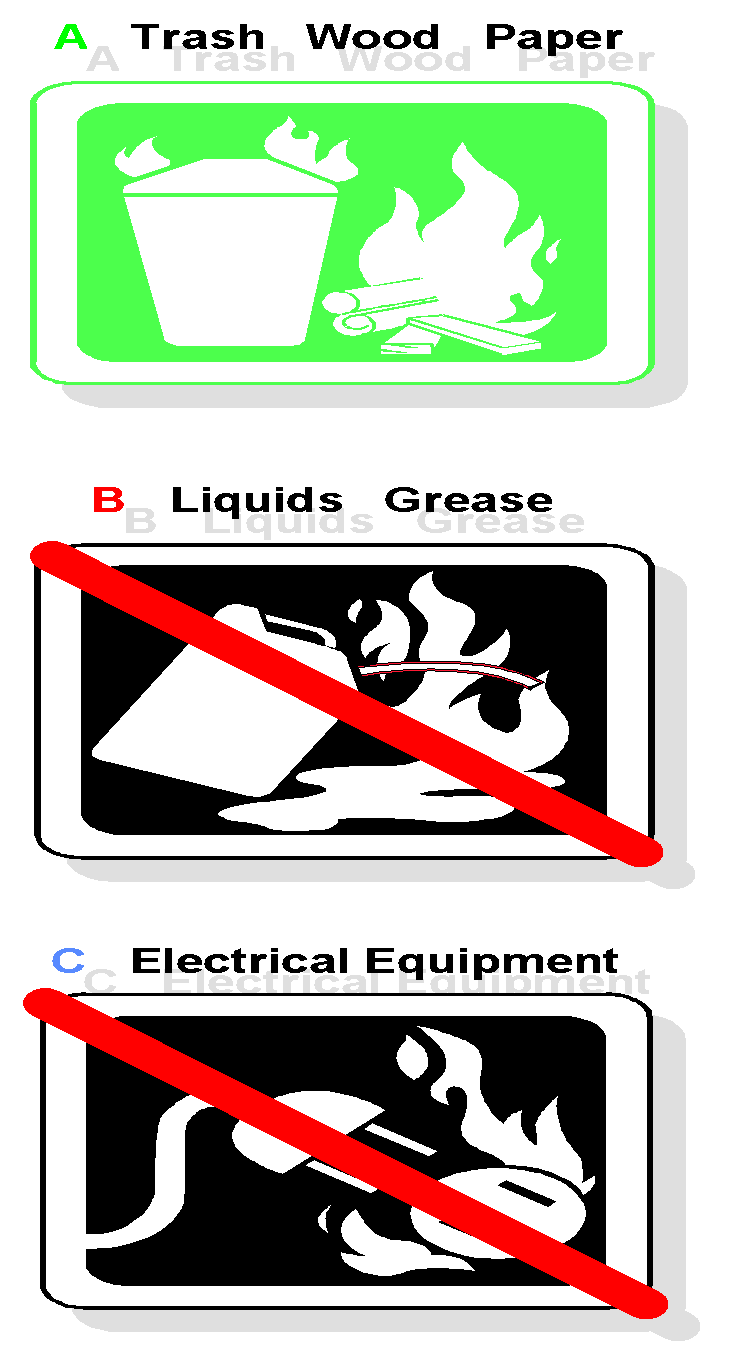 A Trash Wood Paper
B Liquids Grease
C Electrical Equipment